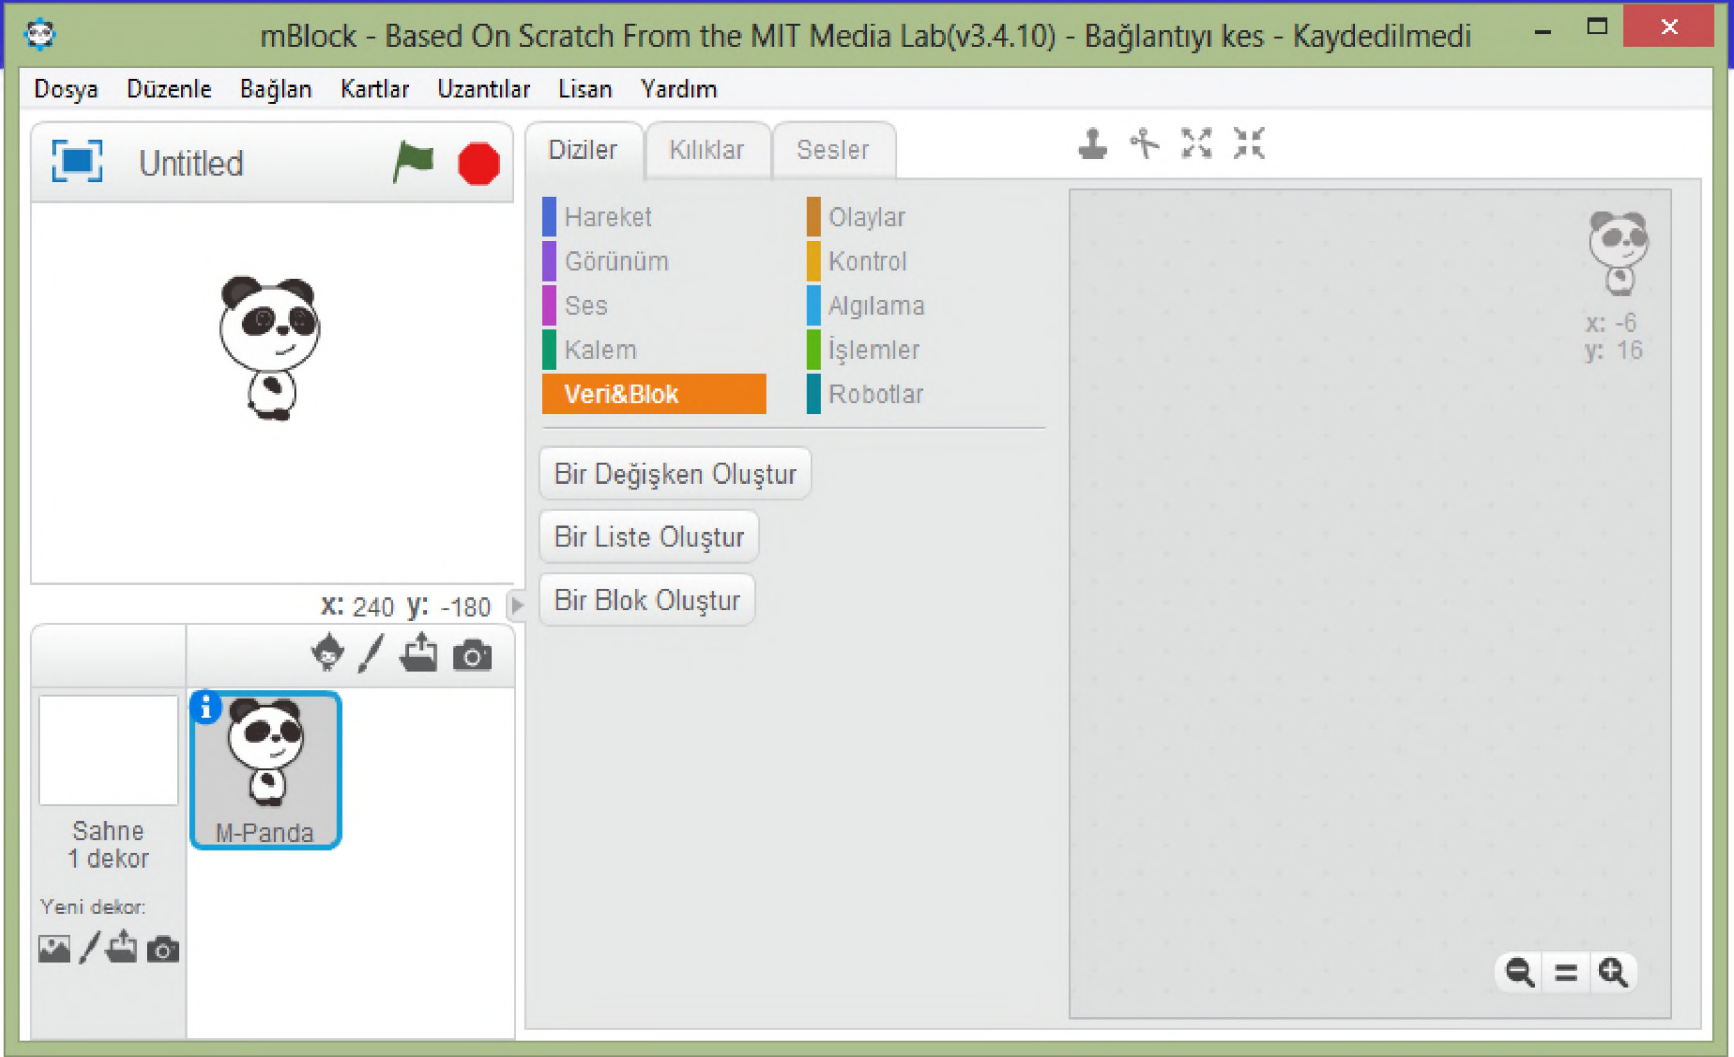 mBlock - Based On Scratch From the MIT Media Lab(v3.4.10) - Bağlantıyı kes - Kaydedilmedi
Dosya Düzenle Bağlan Kartlar Uzantılar Lisan Yardım
Untitled
Diziler Kılıklar Sesler
Hareket Olaylar
Görünüm Kontrol
Ses Algılama
Kalem İşlemler
Veri&Blok Robotlar
Bir Değişken Oluştur
Bir Liste Oluştur
Bir Blok Oluştur
x: -6
y: 16
x: 240 y: -180
M-Panda
Sahne
1 dekor
Yeni dekor: